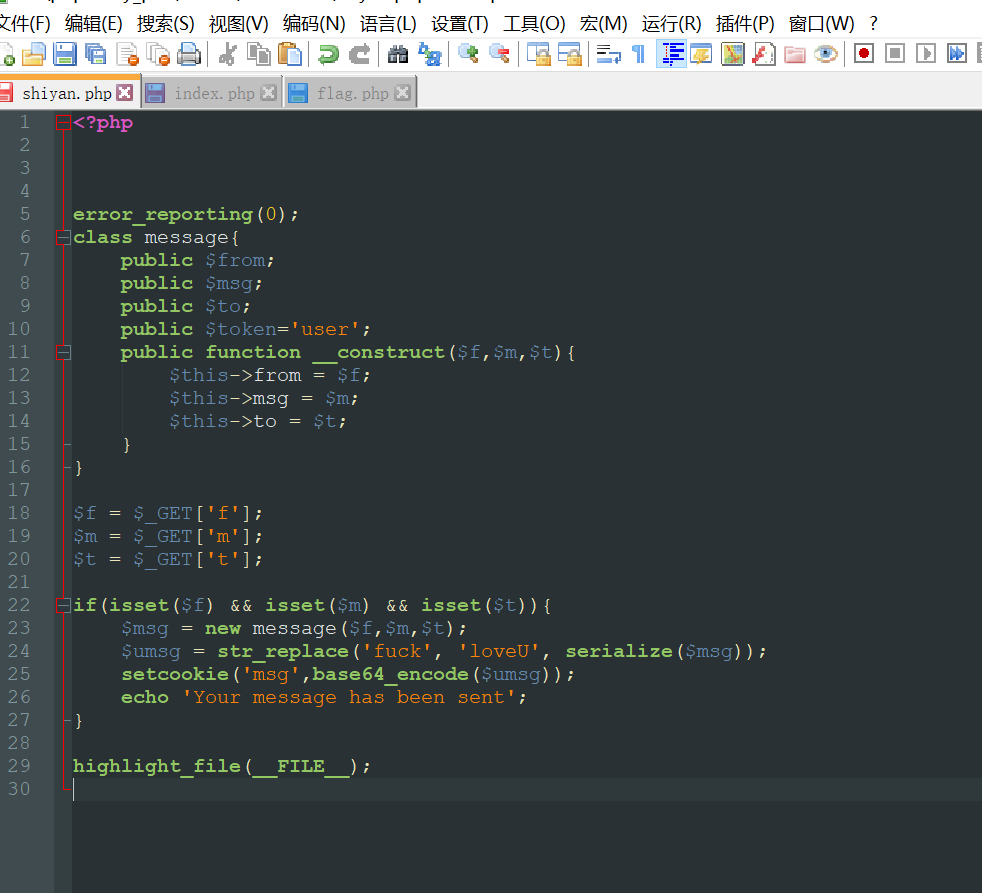 文件(F) 编辑(E) 搜索(S) 视图(V) 编码(N) 语言(L) 设置(T) 工具(O) 宏(M) 运行(R) 插件(P) 窗口(W) ?
shiyan.php index.php flag.php
1 <?php
2
3
4
5 error_reporting(0);
6 class message{
7 public $from;
8 public $msg;
9 public $to;
10 public $token='user';
11 public function __construct($f,$m,$t){
12 $this->from = $f;
13 $this->msg = $m;
14 $this->to = $t;
15 }
16 }
17
18 $f = $_GET['f'];
19 $m = $_GET['m'];
20 $t = $_GET['t'];
21
22 if(isset($f) && isset($m) && isset($t)){
23 $msg = new message($f,$m,$t);
24 $umsg = str_replace('fuck', 'loveU', serialize($msg));
25 setcookie('msg',base64_encode($umsg));
26 echo 'Your message has been sent';
27 }
28
29 highlight_file(__FILE__);
30